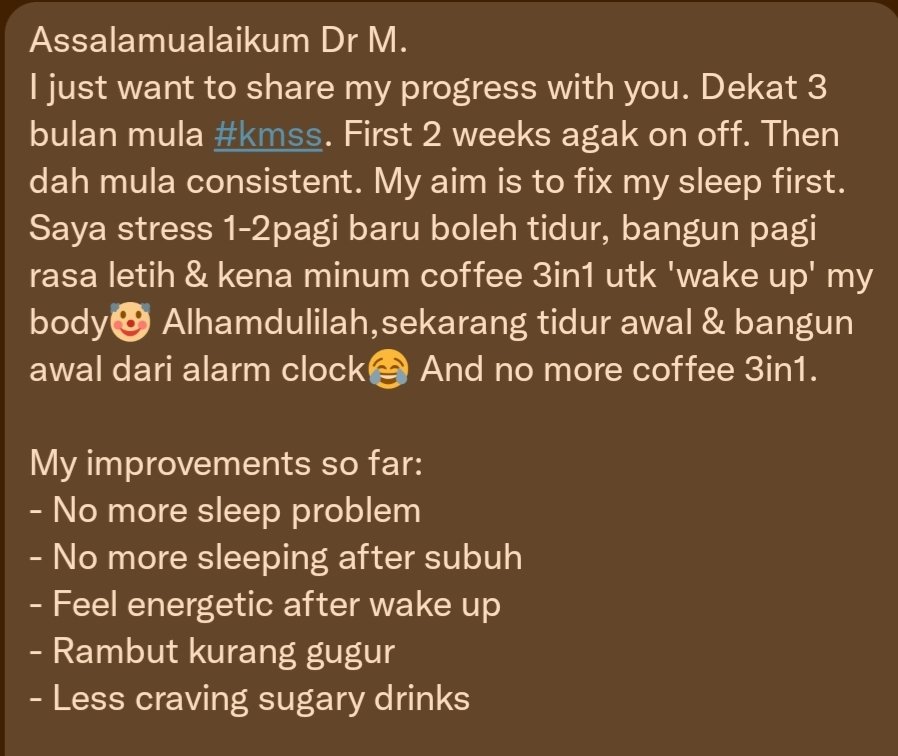 Assalamualaikum Dr M.
I just want to share my progress with you. Dekat 3
bulan mula #kmss. First 2 weeks agak on off. Then
dah mula consistent. My aim is to fix my sleep first.
Saya stress 1-2pagi baru boleh tidur, bangun pagi
rasa letih & kena minum coffee 3in1 utk 'wake up' my
body🤡 Alhamdulilah,sekarang tidur awal & bangun
awal dari alarm clock😂 And no more coffee 3in1.

My improvements so far:
- No more sleep problem
- No more sleeping after subuh
- Feel energetic after wake up
- Rambut kurang gugur
- Less craving sugary drinks